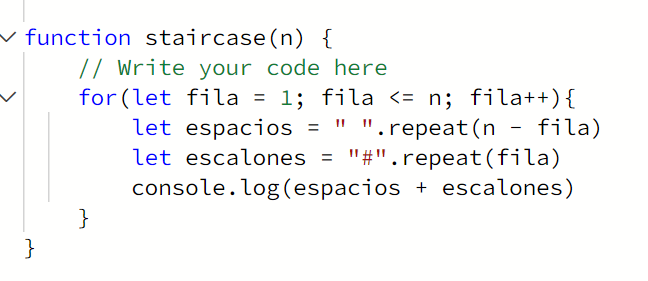 function staircase(n) {
    // Write your code here
    for(let fila = 1; fila <= n; fila++){
        let espacios = " ".repeat(n - fila)
        let escalones = "#".repeat(fila)
        console.log(espacios + escalones)
    }
}